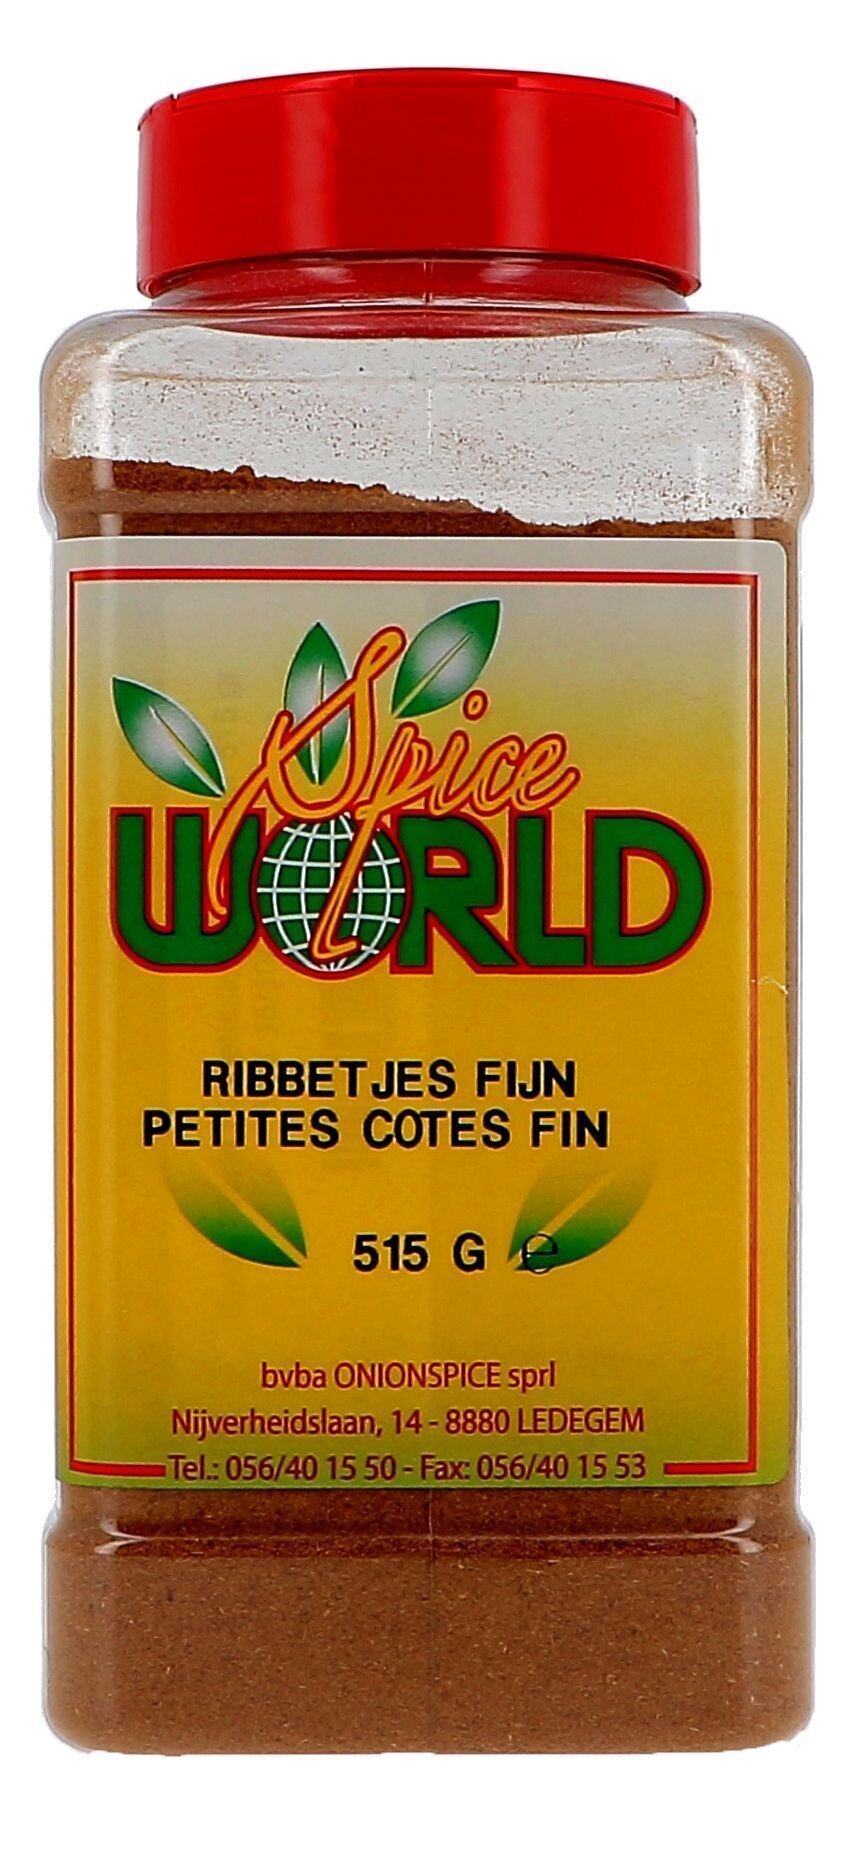 Spice
WORLD
RIBBETJES FIJN
PETITES COTES FIN
515 G ℮
bvba ONIONSPICE sprl
Nijverheidslaan, 14 - 8880 LEDEGEM
Tel.: 056/40 15 50 - Fax: 056/40 15 53